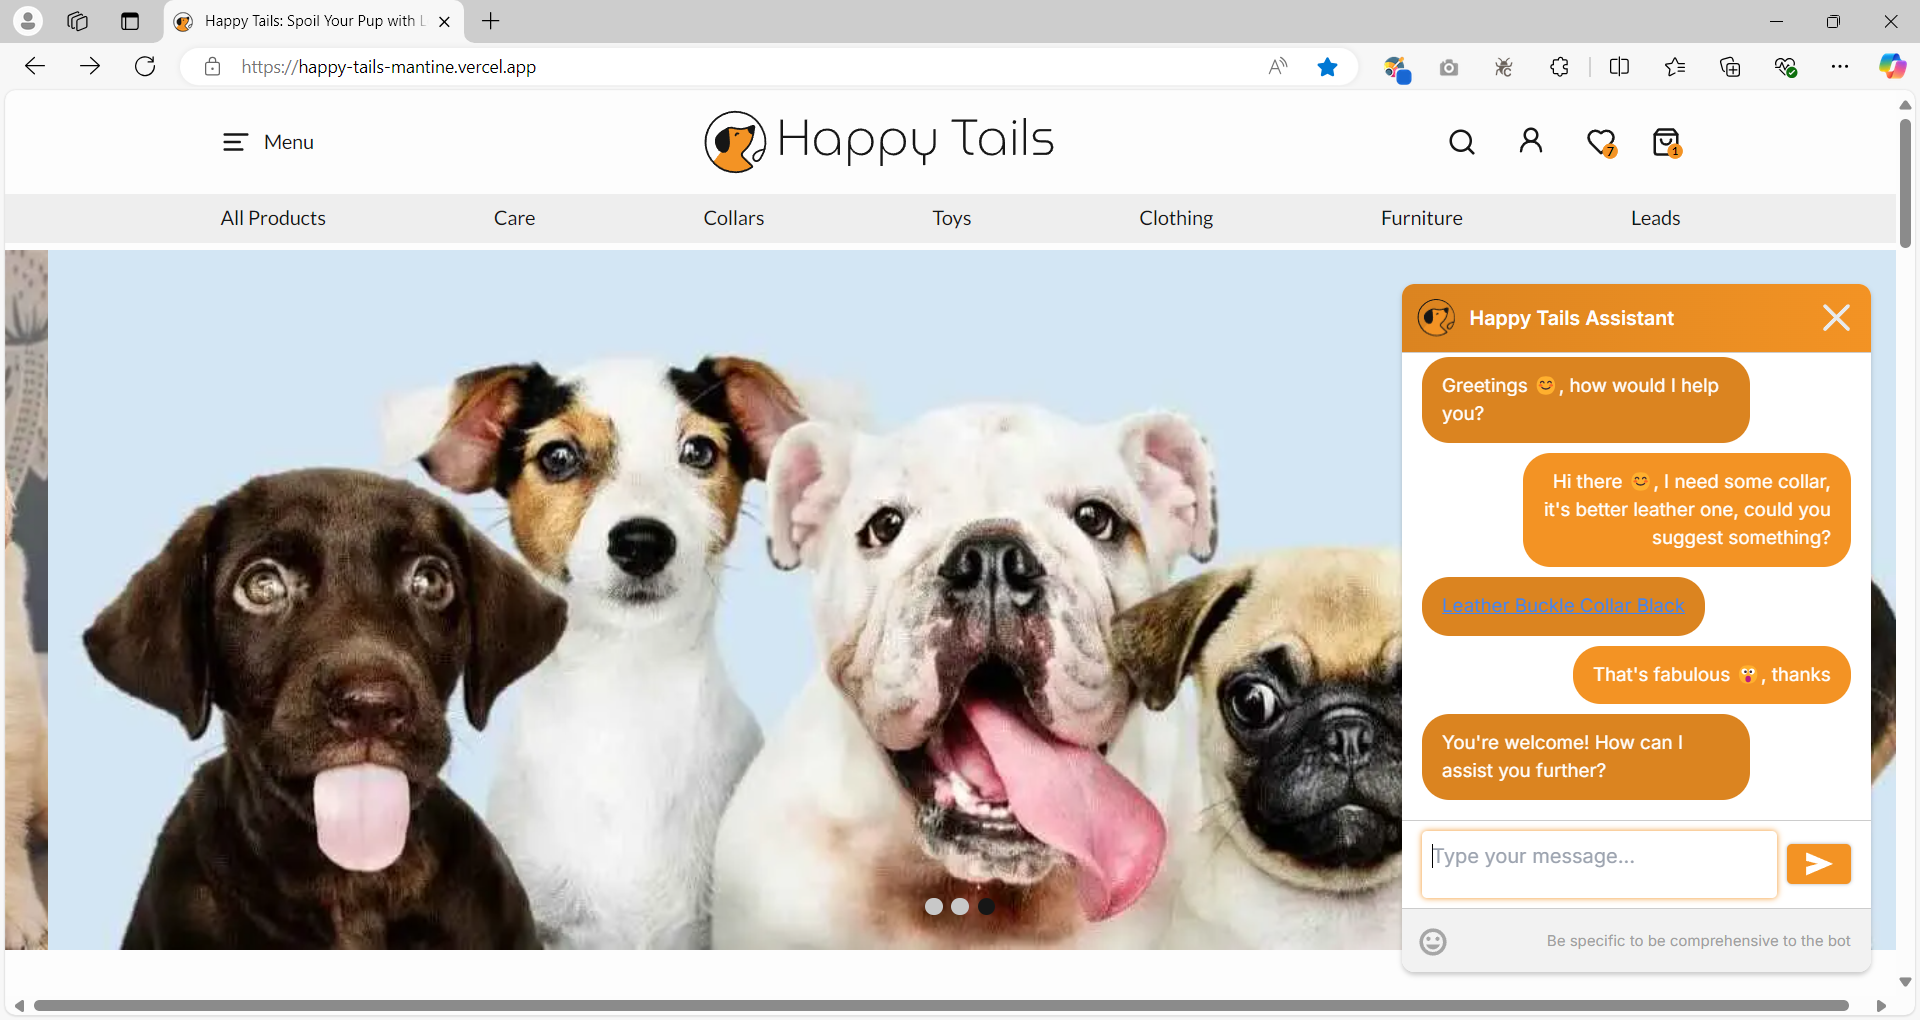 Happy Tails: Spoil Your Pup with L
https://happy-tails-mantine.vercel.app
Menu
Happy Tails
7
1
All Products
Care
Collars
Toys
Clothing
Furniture
Leads
Happy Tails Assistant
Greetings 😊, how would I help
you?
Hi there 😊, I need some collar,
it's better leather one, could you
suggest something?
Leather Buckle Collar Black
That's fabulous 😲, thanks
You're welcome! How can I
assist you further?
Type your message...
Be specific to be comprehensive to the bot